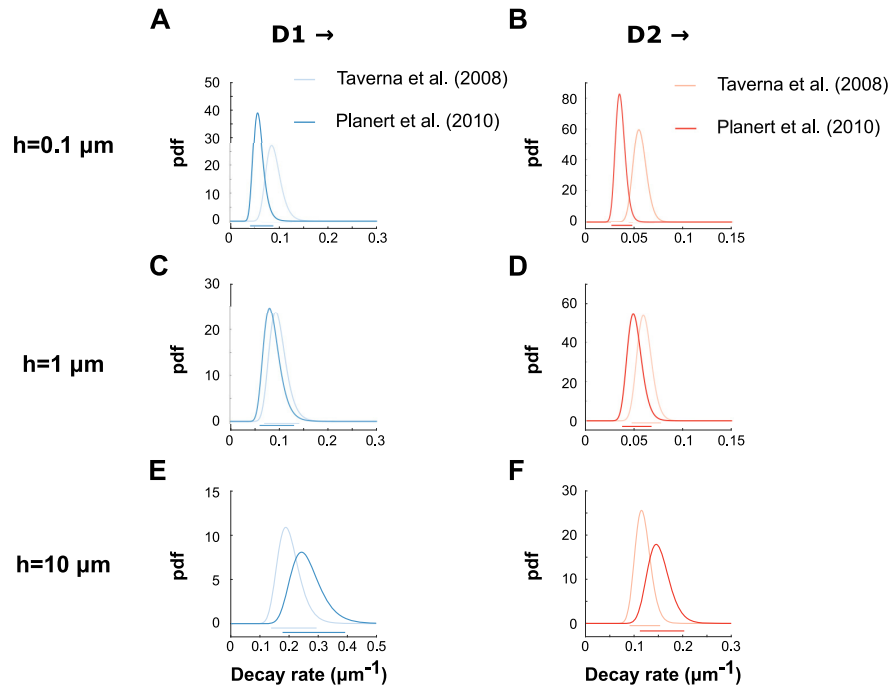 A
D1 →
B
D2 →
Taverna et al. (2008)
Planert et al. (2010)
Taverna et al. (2008)
Planert et al. (2010)
h=0.1 µm
pdf
50
40
30
20
10
0
0 0.1 0.2 0.3
pdf
80
60
40
20
0
0 0.05 0.1 0.15
C
D
h=1 µm
pdf
30
20
10
0
0 0.1 0.2 0.3
pdf
60
40
20
0
0 0.05 0.1 0.15
E
F
h=10 µm
pdf
15
10
5
0
0 0.1 0.2 0.3 0.4 0.5
Decay rate (µm⁻¹)
pdf
30
20
10
0
0 0.1 0.2 0.3
Decay rate (µm⁻¹)